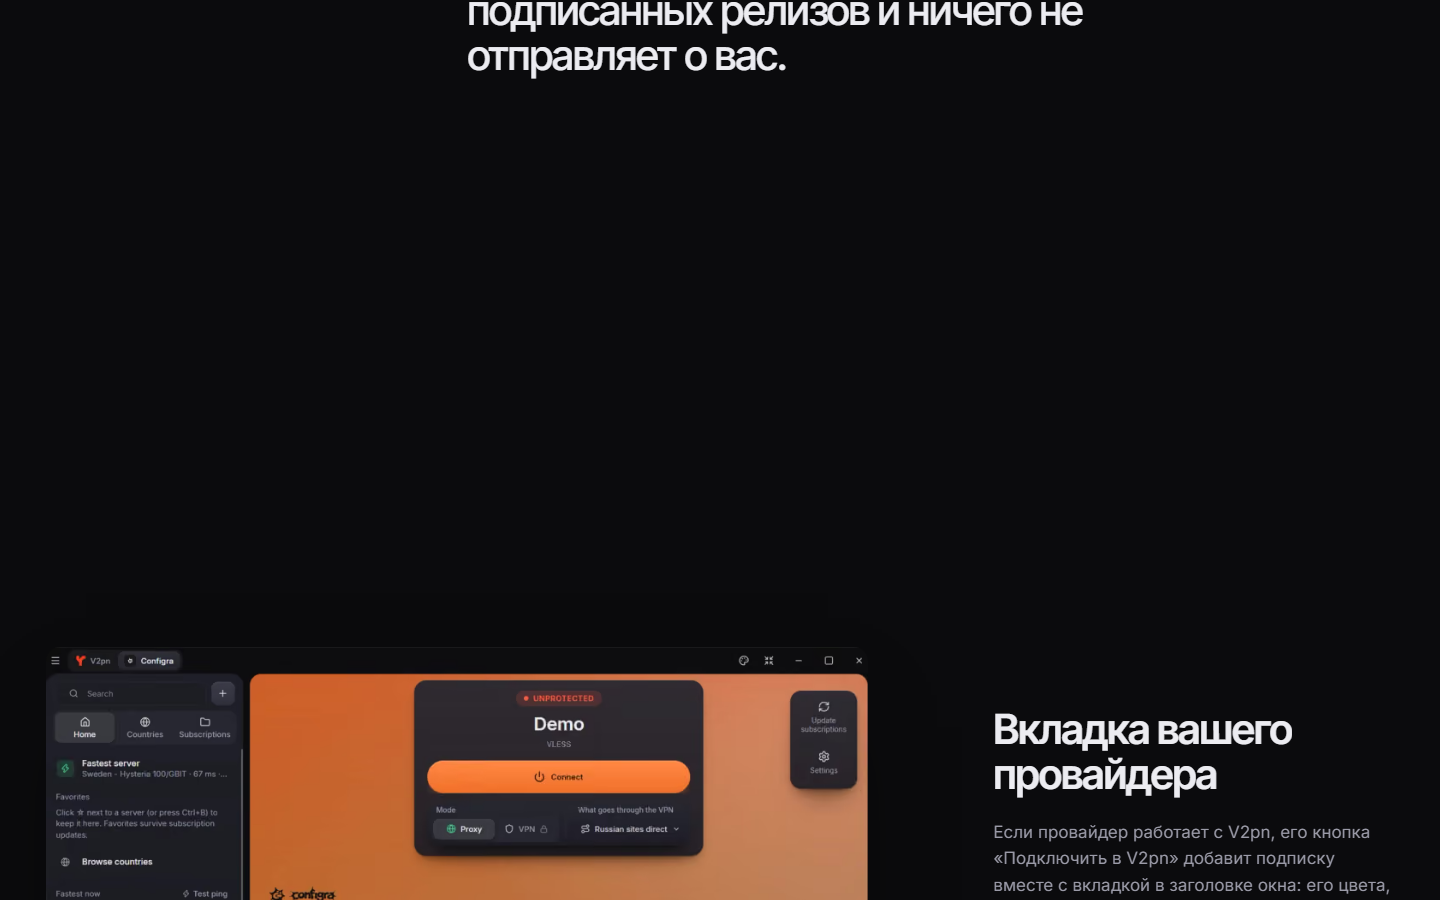 подписанных релизов и ничего не
отправляет о вас.
V2pn
Configra
Search
Home
Countries
Subscriptions
Fastest server
Sweden - Hysteria 100/GBIT · 67 ms ·...
Favorites
Click ☆ next to a server (or press Ctrl+B) to
keep it here. Favorites survive subscription
updates.
Browse countries
Fastest now
Test ping
UNPROTECTED
Demo
VLESS
Connect
Mode
What goes through the VPN
Proxy
VPN
Russian sites direct
configra
Update
subscriptions
Settings
Вкладка вашего
провайдера
Если провайдер работает с V2pn, его кнопка
«Подключить в V2pn» добавит подписку
вместе с вкладкой в заголовке окна: его цвета,